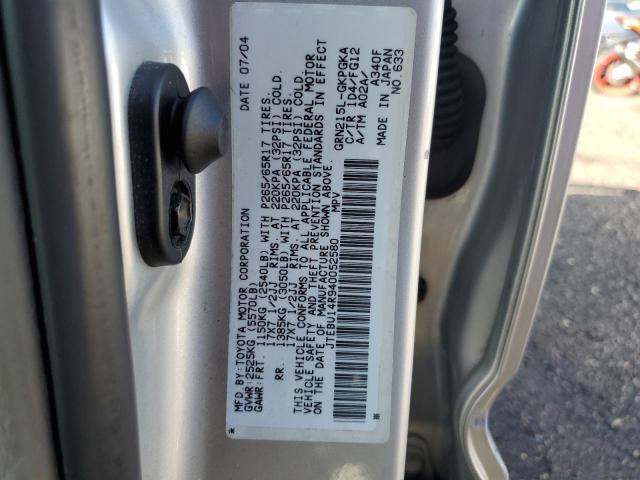 MFD.BY:TOYOTA MOTOR CORPORATION DATE 07/04
GVWR:2525KG (5570LB)
GAWR:FRT. 1150KG (2540LB) WITH P265/65R17 TIRES.
17X7 1/2JJ RIMS. AT 220KPA (32PSI) COLD.
RR. 1385KG (3050LB) WITH P265/65R17 TIRES.
17X7 1/2JJ RIMS. AT 220KPA (32PSI) COLD.
THIS VEHICLE CONFORMS TO ALL APPLICABLE FEDERAL MOTOR
VEHICLE SAFETY AND THEFT PREVENTION STANDARDS IN EFFECT
ON THE DATE OF MANUFACTURE SHOWN ABOVE.
JTEBU14R940052580 MPV
GRN215L-GKPGKA
C/TR 1D4/FG12
A/TM A02A/ A340F
MADE IN JAPAN
NO.633